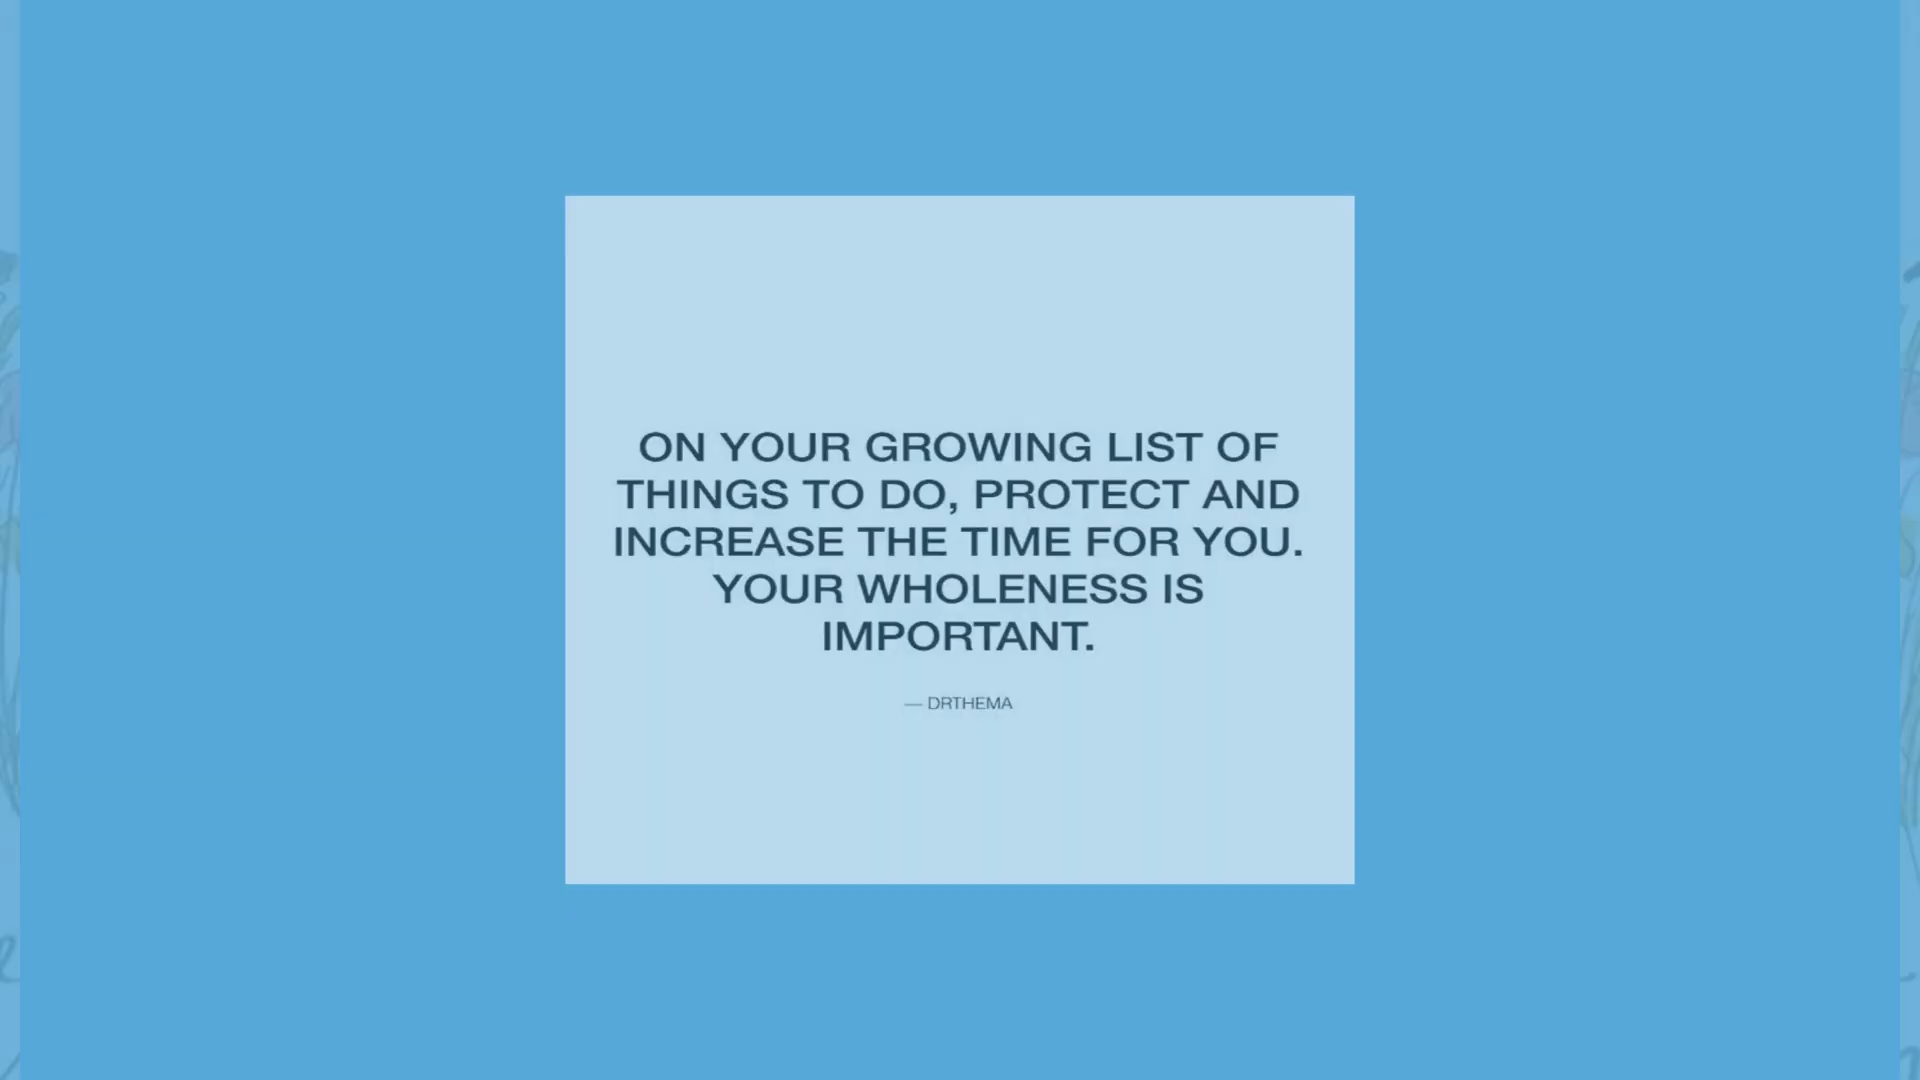 ON YOUR GROWING LIST OF
THINGS TO DO, PROTECT AND
INCREASE THE TIME FOR YOU.
YOUR WHOLENESS IS
IMPORTANT.
— DRTHEMA